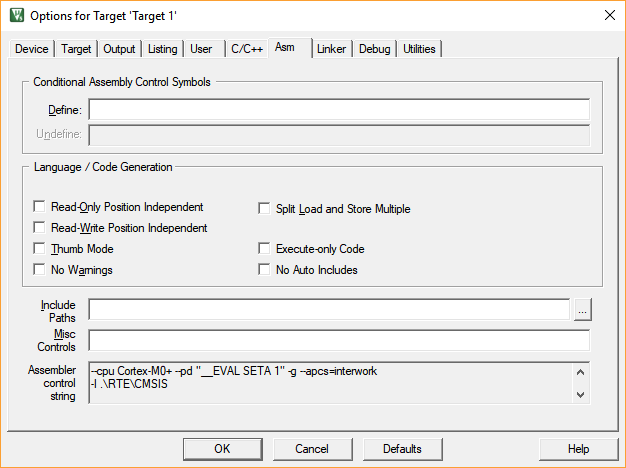 Options for Target 'Target 1'
Device Target Output Listing User C/C++ Asm Linker Debug Utilities
Conditional Assembly Control Symbols
Define:
Undefine:
Language / Code Generation
Read-Only Position Independent
Split Load and Store Multiple
Read-Write Position Independent
Thumb Mode
Execute-only Code
No Warnings
No Auto Includes
Include
Paths
...
Misc
Controls
Assembler
control
string
--cpu Cortex-M0+ --pd "__EVAL SETA 1" -g --apcs=interwork
-I .\RTE\CMSIS
OK Cancel Defaults Help